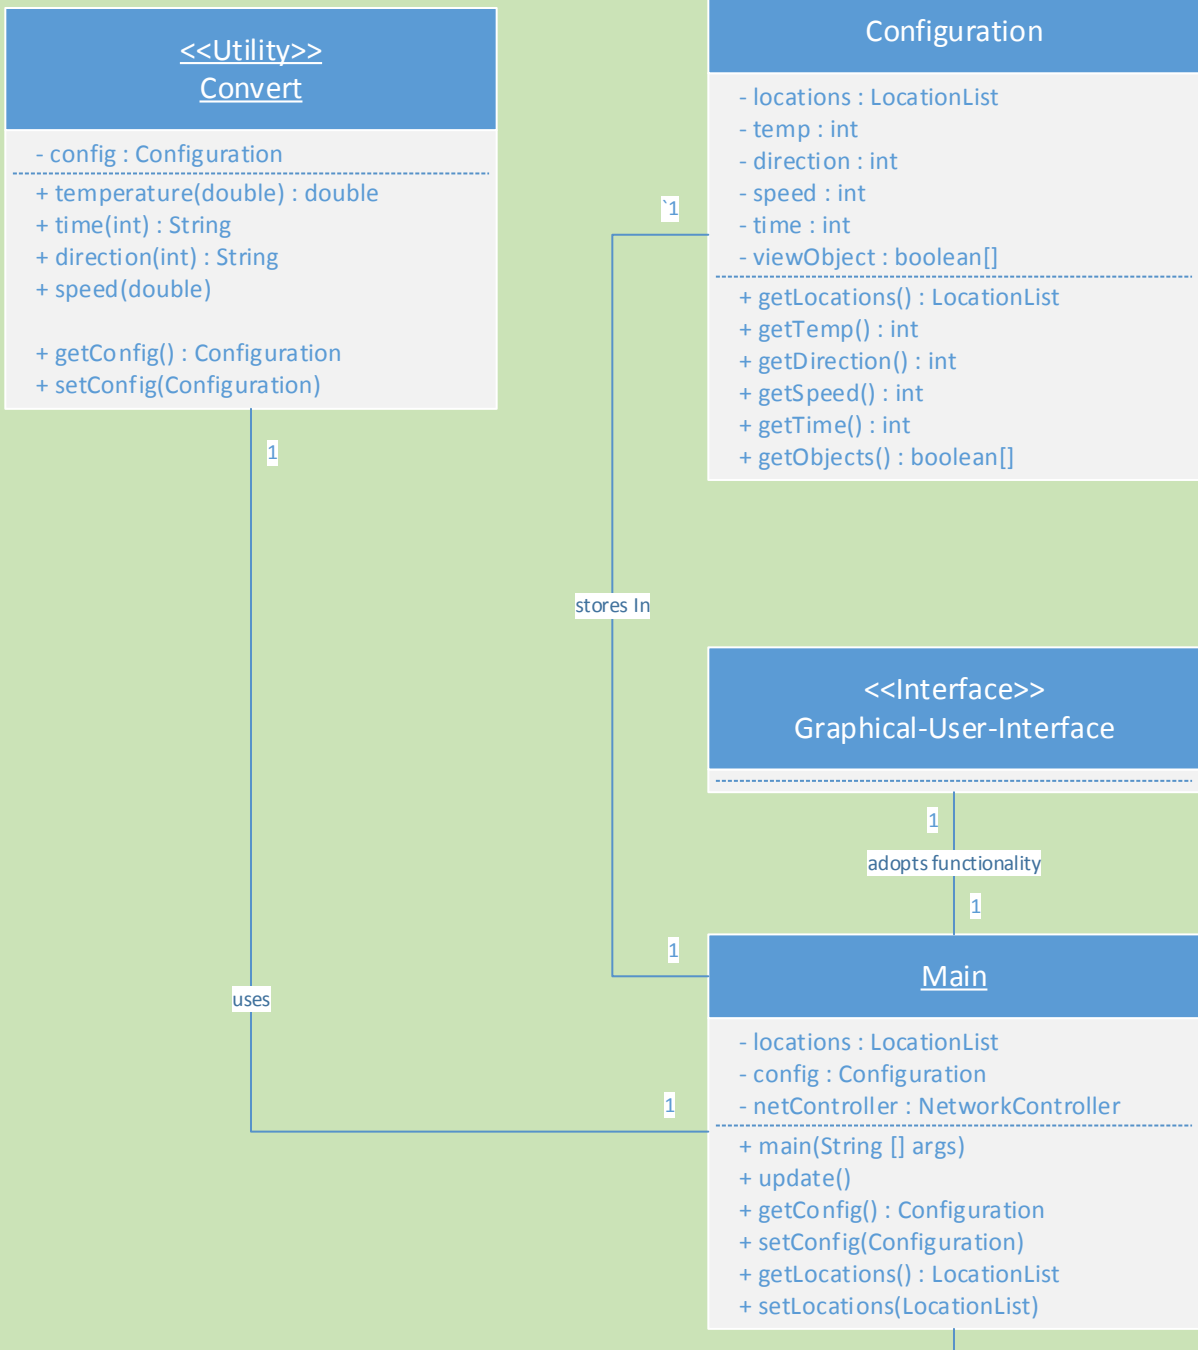 <<Utility>>
Convert
- config : Configuration
+ temperature(double) : double
+ time(int) : String
+ direction(int) : String
+ speed(double)
+ getConfig() : Configuration
+ setConfig(Configuration)
1
uses
1
Configuration
- locations : LocationList
- temp : int
- direction : int
- speed : int
- time : int
- viewObject : boolean[]
+ getLocations() : LocationList
+ getTemp() : int
+ getDirection() : int
+ getSpeed() : int
+ getTime() : int
+ getObjects() : boolean[]
`1
stores In
1
<<Interface>>
Graphical-User-Interface
1
adopts functionality
1
Main
- locations : LocationList
- config : Configuration
- netController : NetworkController
+ main(String [] args)
+ update()
+ getConfig() : Configuration
+ setConfig(Configuration)
+ getLocations() : LocationList
+ setLocations(LocationList)